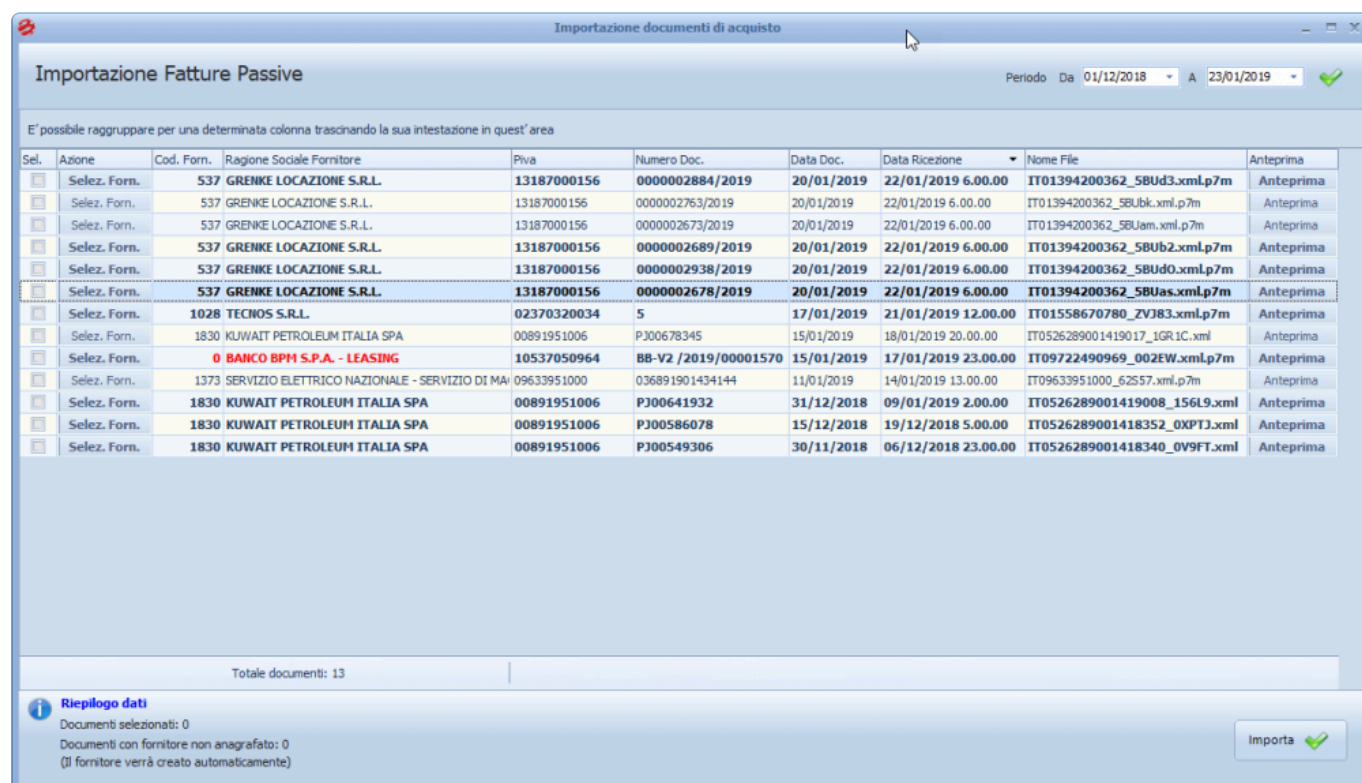 Importazione documenti di acquisto
Importazione Fatture Passive
Periodo Da 01/12/2018 A 23/01/2019
E' possibile raggruppare per una determinata colonna trascinando la sua intestazione in quest' area
Sel. Azione Cod. Forn. Ragione Sociale Fornitore Piva Numero Doc. Data Doc. Data Ricezione Nome File Anteprima
Selez. Forn. 537 GRENKE LOCAZIONE S.R.L. 13187000156 0000002884/2019 20/01/2019 22/01/2019 6.00.00 IT01394200362_5BUd3.xml.p7m Anteprima
Selez. Forn. 537 GRENKE LOCAZIONE S.R.L. 13187000156 0000002763/2019 20/01/2019 22/01/2019 6.00.00 IT01394200362_5BUbk.xml.p7m Anteprima
Selez. Forn. 537 GRENKE LOCAZIONE S.R.L. 13187000156 0000002673/2019 20/01/2019 22/01/2019 6.00.00 IT01394200362_5BUam.xml.p7m Anteprima
Selez. Forn. 537 GRENKE LOCAZIONE S.R.L. 13187000156 0000002689/2019 20/01/2019 22/01/2019 6.00.00 IT01394200362_5BUb2.xml.p7m Anteprima
Selez. Forn. 537 GRENKE LOCAZIONE S.R.L. 13187000156 0000002938/2019 20/01/2019 22/01/2019 6.00.00 IT01394200362_5BUdO.xml.p7m Anteprima
Selez. Forn. 537 GRENKE LOCAZIONE S.R.L. 13187000156 0000002678/2019 20/01/2019 22/01/2019 6.00.00 IT01394200362_5BUas.xml.p7m Anteprima
Selez. Forn. 1028 TECNOS S.R.L. 02370320034 5 17/01/2019 21/01/2019 12.00.00 IT01558670780_ZVJ83.xml.p7m Anteprima
Selez. Forn. 1830 KUWAIT PETROLEUM ITALIA SPA 00891951006 PJ00678345 15/01/2019 18/01/2019 20.00.00 IT0526289001419017_1GR1C.xml Anteprima
Selez. Forn. 0 BANCO BPM S.P.A. - LEASING 10537050964 BB-V2 /2019/00001570 15/01/2019 17/01/2019 23.00.00 IT09722490969_002EW.xml.p7m Anteprima
Selez. Forn. 1373 SERVIZIO ELETTRICO NAZIONALE - SERVIZIO DI MA 09633951000 036891901434144 11/01/2019 14/01/2019 13.00.00 IT09633951000_62S57.xml.p7m Anteprima
Selez. Forn. 1830 KUWAIT PETROLEUM ITALIA SPA 00891951006 PJ00641932 31/12/2018 09/01/2019 2.00.00 IT0526289001419008_156L9.xml Anteprima
Selez. Forn. 1830 KUWAIT PETROLEUM ITALIA SPA 00891951006 PJ00586078 15/12/2018 19/12/2018 5.00.00 IT0526289001418352_0XPTJ.xml Anteprima
Selez. Forn. 1830 KUWAIT PETROLEUM ITALIA SPA 00891951006 PJ00549306 30/11/2018 06/12/2018 23.00.00 IT0526289001418340_0V9FT.xml Anteprima
Totale documenti: 13
Riepilogo dati
Documenti selezionati: 0
Documenti con fornitore non anagrafato: 0
(Il fornitore verrà creato automaticamente)
Importa